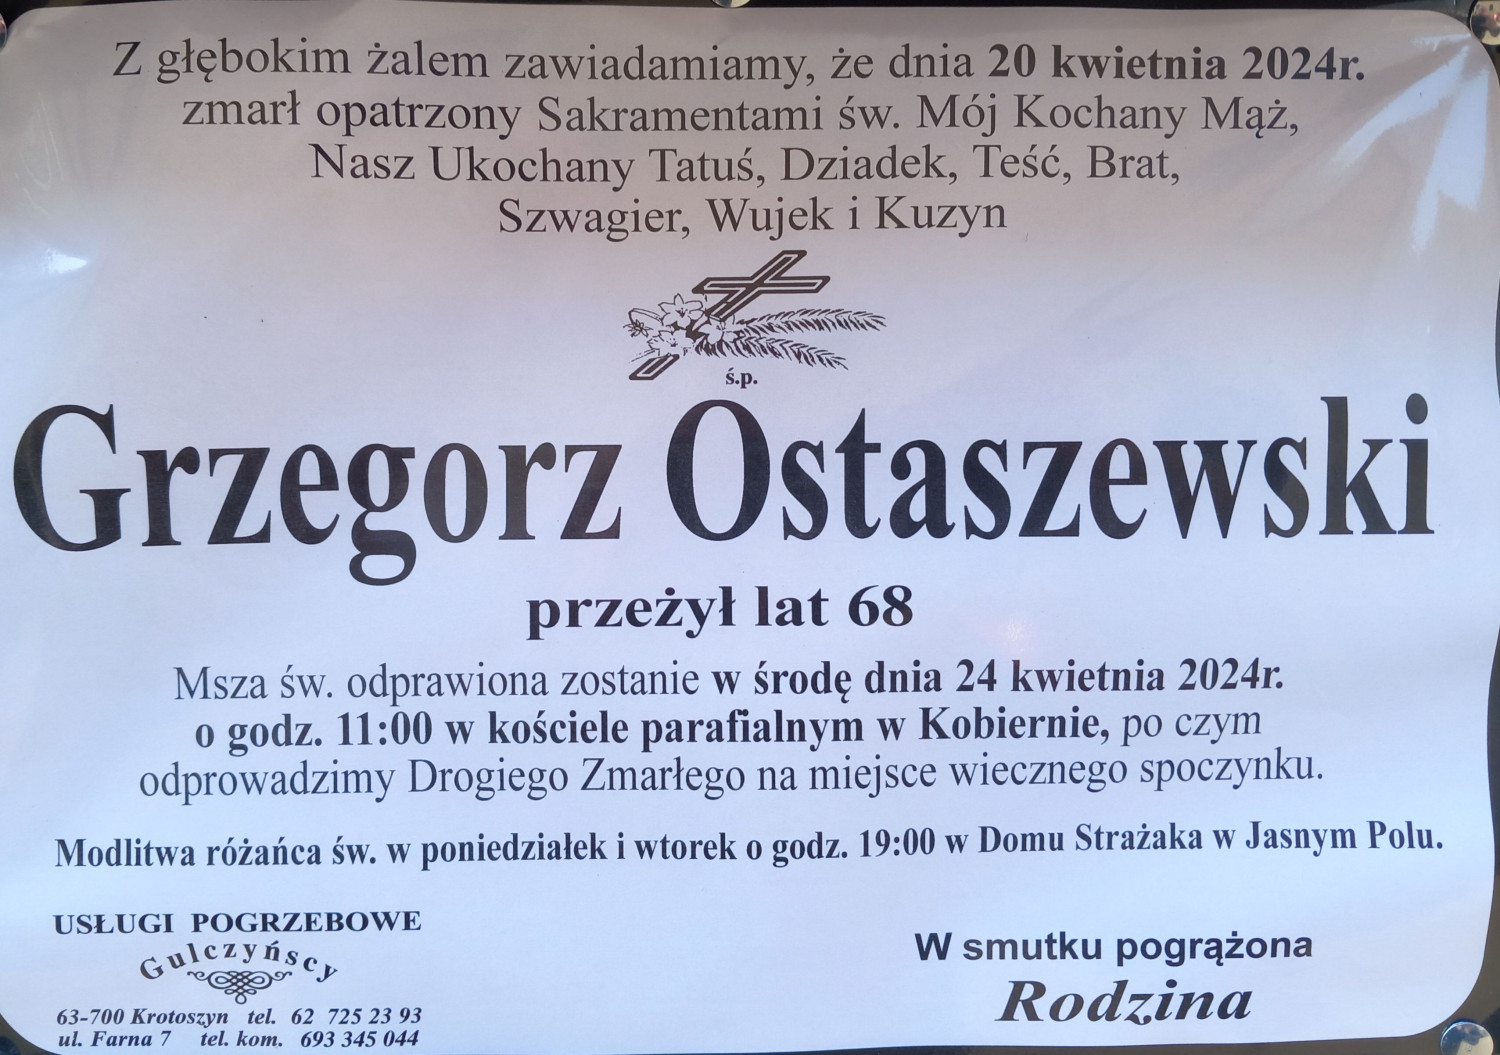 Z głębokim żalem zawiadamiamy, że dnia 20 kwietnia 2024r.
zmarł opatrzony Sakramentami św. Mój Kochany Mąż,
Nasz Ukochany Tatuś, Dziadek, Teść, Brat,
Szwagier, Wujek i Kuzyn
ś.p.
Grzegorz Ostaszewski
przeżył lat 68
Msza św. odprawiona zostanie w środę dnia 24 kwietnia 2024r.
o godz. 11:00 w kościele parafialnym w Kobiernie, po czym
odprowadzimy Drogiego Zmarłego na miejsce wiecznego spoczynku.
Modlitwa różańca św. w poniedziałek i wtorek o godz. 19:00 w Domu Strażaka w Jasnym Polu.
USŁUGI POGRZEBOWE
Gulczyńscy
63-700 Krotoszyn tel. 62 725 23 93
ul. Farna 7 tel. kom. 693 345 044
W smutku pogrążona
Rodzina